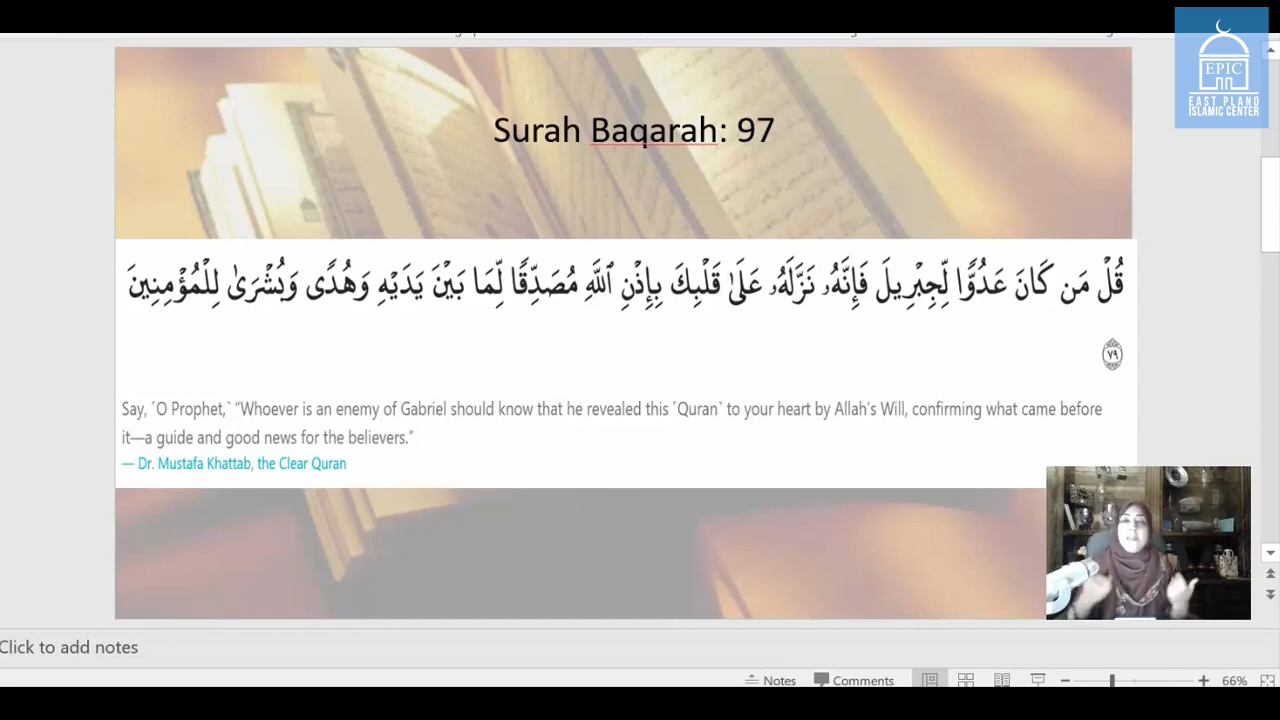 EPIC
EAST PLANO
ISLAMIC CENTER
Surah Baqarah: 97
قُلْ مَن كَانَ عَدُوًّا لِّجِبْرِيلَ فَإِنَّهُۥ نَزَّلَهُۥ عَلَىٰ قَلْبِكَ بِإِذْنِ ٱللَّهِ مُصَدِّقًا لِّمَا بَيْنَ يَدَيْهِ وَهُدًى وَبُشْرَىٰ لِلْمُؤْمِنِينَ
٧٩
Say, ˹O Prophet,˺ “Whoever is an enemy of Gabriel should know that he revealed this ˹Quran˺ to your heart by Allah’s Will, confirming what came before
it—a guide and good news for the believers.”
— Dr. Mustafa Khattab, the Clear Quran
Click to add notes
Notes Comments 66%